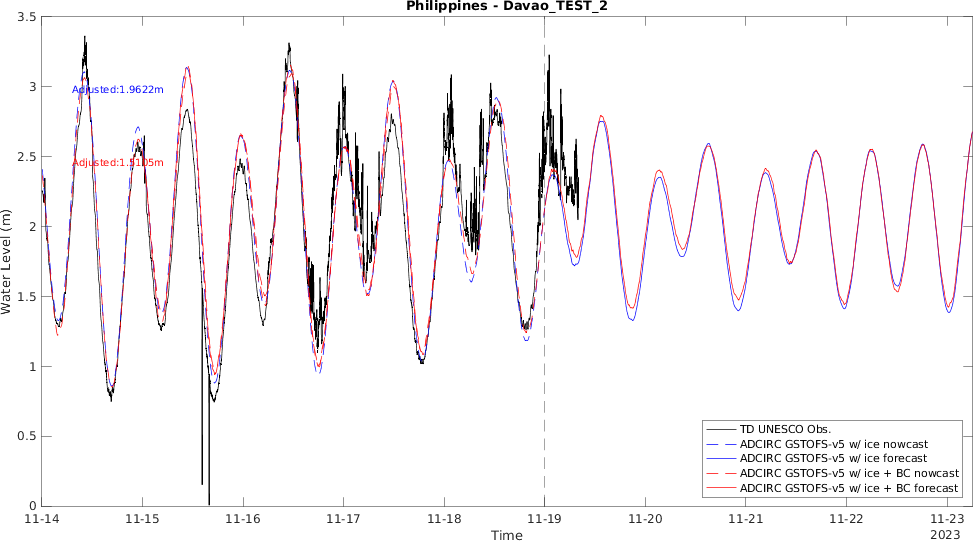 Philippines - Davao_TEST_2
3.5
3
2.5
2
1.5
1
0.5
0
Water Level (m)
Adjusted:1.9622m
Adjusted:1.5105m
TD UNESCO Obs.
ADCIRC GSTOFS-v5 w/ ice nowcast
ADCIRC GSTOFS-v5 w/ ice forecast
ADCIRC GSTOFS-v5 w/ ice + BC nowcast
ADCIRC GSTOFS-v5 w/ ice + BC forecast
11-14 11-15 11-16 11-17 11-18 11-19 11-20 11-21 11-22 11-23
Time
2023